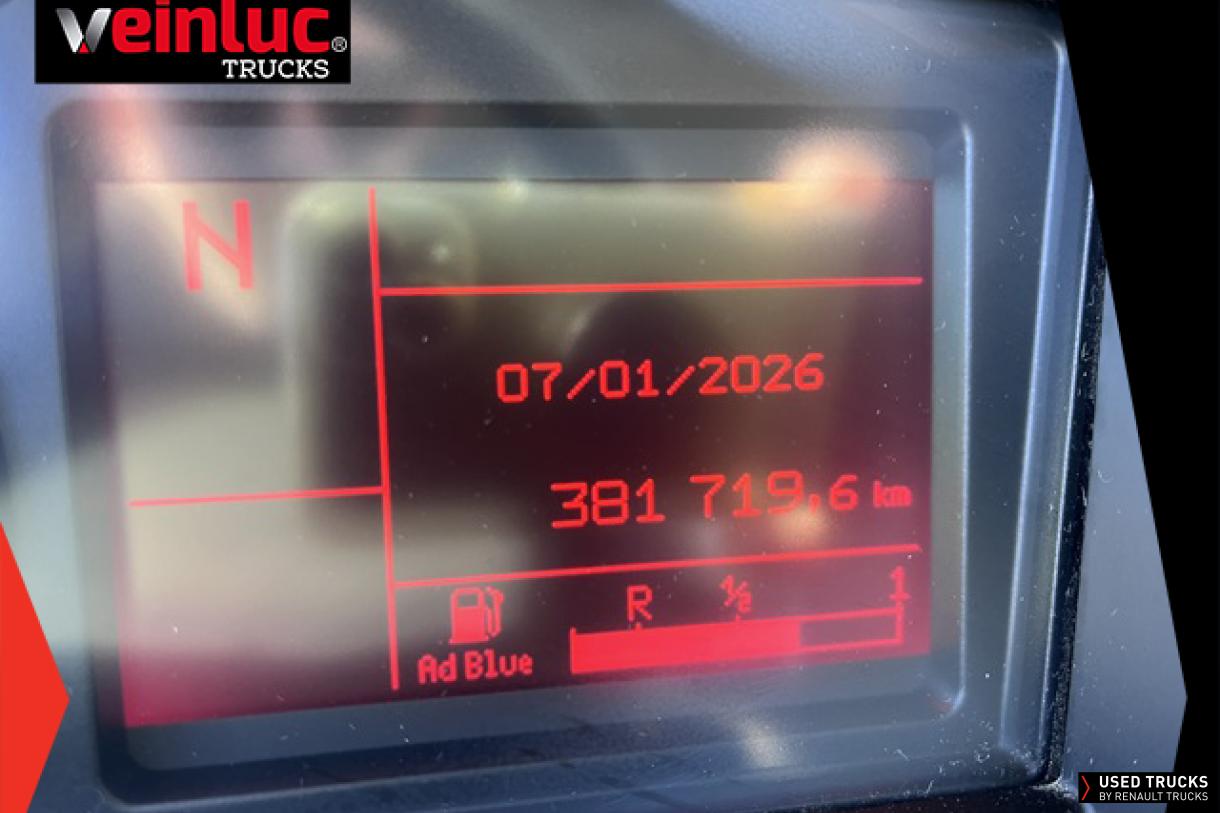 veinluc®
TRUCKS
N
07/01/2026
381 719,6 km
R ½ 1
Ad Blue
USED TRUCKS
BY RENAULT TRUCKS